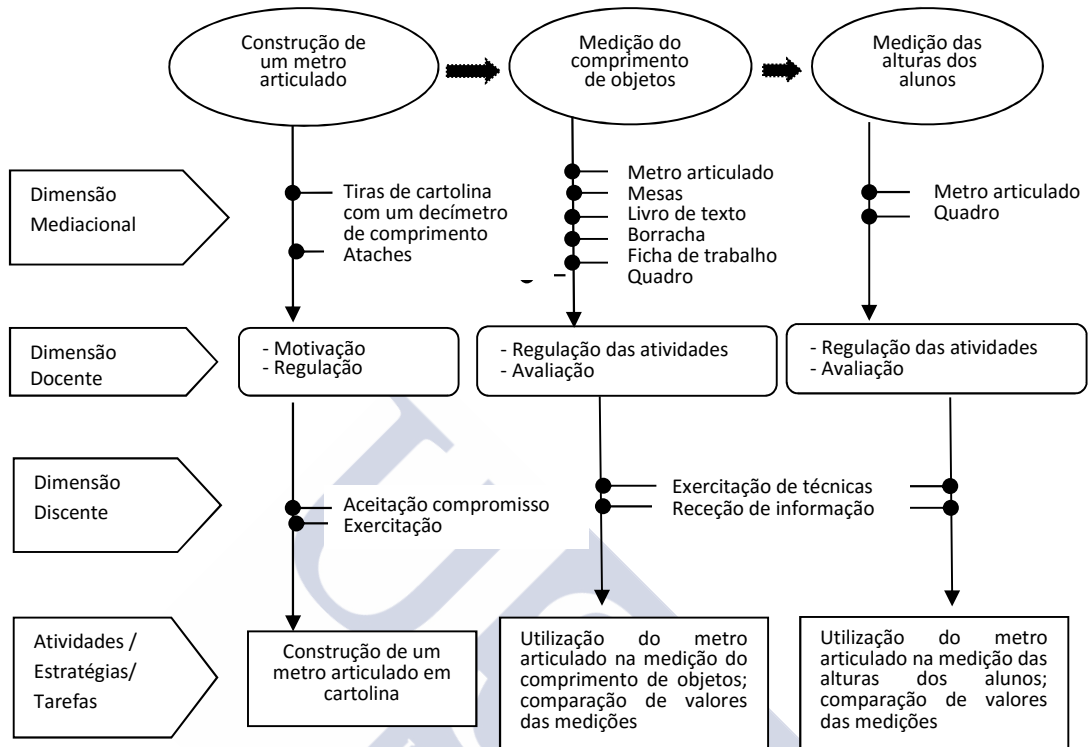 Construção de
um metro
articulado
Medição do
comprimento
de objetos
Medição das
alturas dos
alunos
Dimensão
Mediacional
Tiras de cartolina
com um decímetro
de comprimento
Ataches
Metro articulado
Mesas
Livro de texto
Borracha
Ficha de trabalho
Quadro
Metro articulado
Quadro
Dimensão
Docente
- Motivação
- Regulação
- Regulação das atividades
- Avaliação
- Regulação das atividades
- Avaliação
Dimensão
Discente
Aceitação compromisso
Exercitação
Exercitação de técnicas
Receção de informação
Atividades /
Estratégias/
Tarefas
Construção de um
metro articulado em
cartolina
Utilização do metro
articulado na medição do
comprimento de objetos;
comparação de valores
das medições
Utilização do metro
articulado na medição das
alturas dos alunos;
comparação de valores
das medições